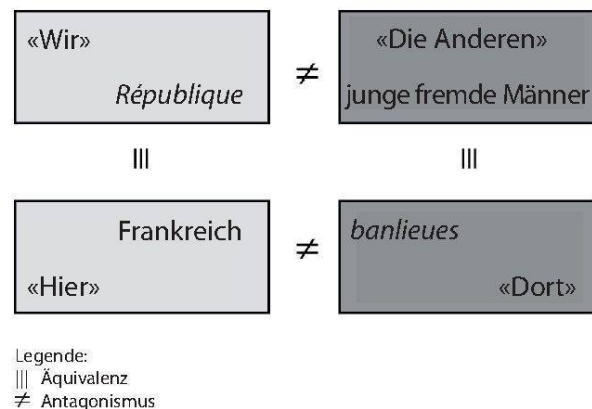 «Wir»
République
≠
«Die Anderen»
junge fremde Männer
|||
|||
Frankreich
«Hier»
≠
banlieues
«Dort»
Legende:
||| Äquivalenz
≠ Antagonismus